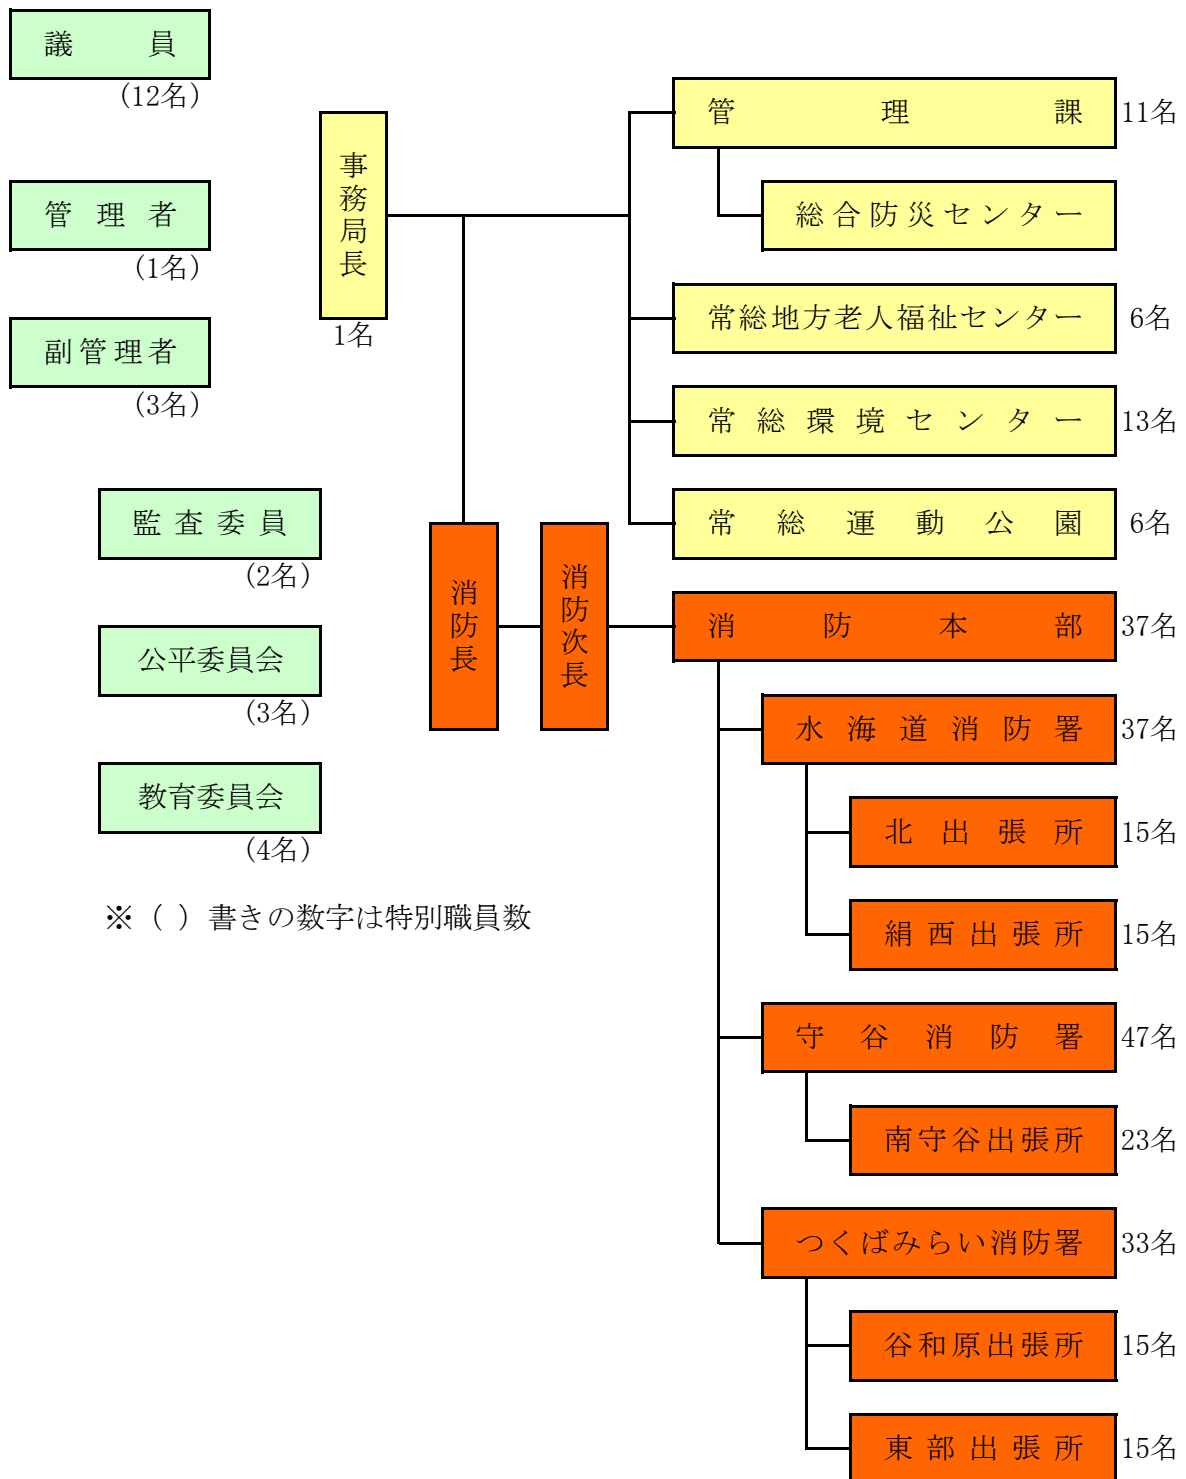 議員
(12名)
管理者
(1名)
副管理者
(3名)
監査委員
(2名)
公平委員会
(3名)
教育委員会
(4名)
※（ ）書きの数字は特別職員数
事務局長
1名
消防長
消防次長
管理課 11名
総合防災センター
常総地方老人福祉センター 6名
常総環境センター 13名
常総運動公園 6名
消防本部 37名
水海道消防署 37名
北出張所 15名
絹西出張所 15名
守谷消防署 47名
南守谷出張所 23名
つくばみらい消防署 33名
谷和原出張所 15名
東部出張所 15名